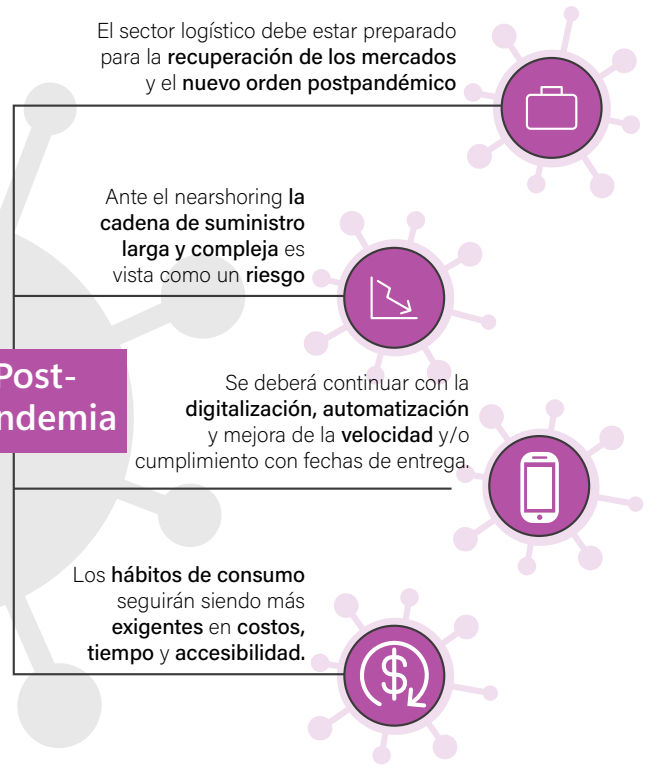 El sector logístico debe estar preparado
para la recuperación de los mercados
y el nuevo orden postpandémico
Ante el nearshoring la
cadena de suministro
larga y compleja es
vista como un riesgo
Post-
ndemia
Se deberá continuar con la
digitalización, automatización
y mejora de la velocidad y/o
cumplimiento con fechas de entrega.
Los hábitos de consumo
seguirán siendo más
exigentes en costos,
tiempo y accesibilidad.
$